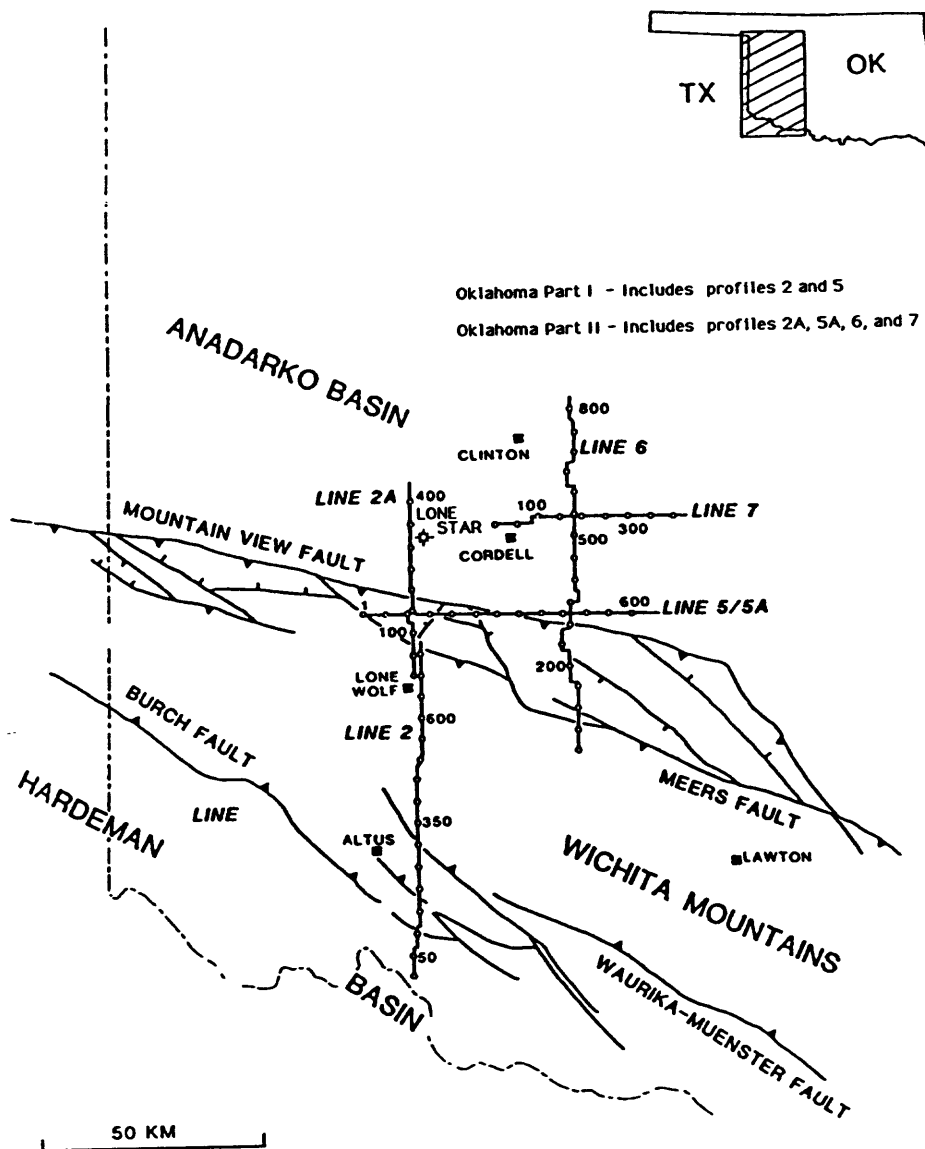 TX
OK
Oklahoma Part I - Includes profiles 2 and 5
Oklahoma Part II - Includes profiles 2A, 5A, 6, and 7
ANADARKO BASIN
800
CLINTON
LINE 6
LINE 2A
400
LONE
STAR
100
LINE 7
300
500
CORDELL
MOUNTAIN VIEW FAULT
1
600
LINE 5/5A
100
200
LONE
WOLF
BURCH FAULT
600
LINE 2
MEERS FAULT
HARDEMAN
LINE
350
ALTUS
LAWTON
WICHITA MOUNTAINS
50
BASIN
WAURIKA-MUENSTER FAULT
50 KM